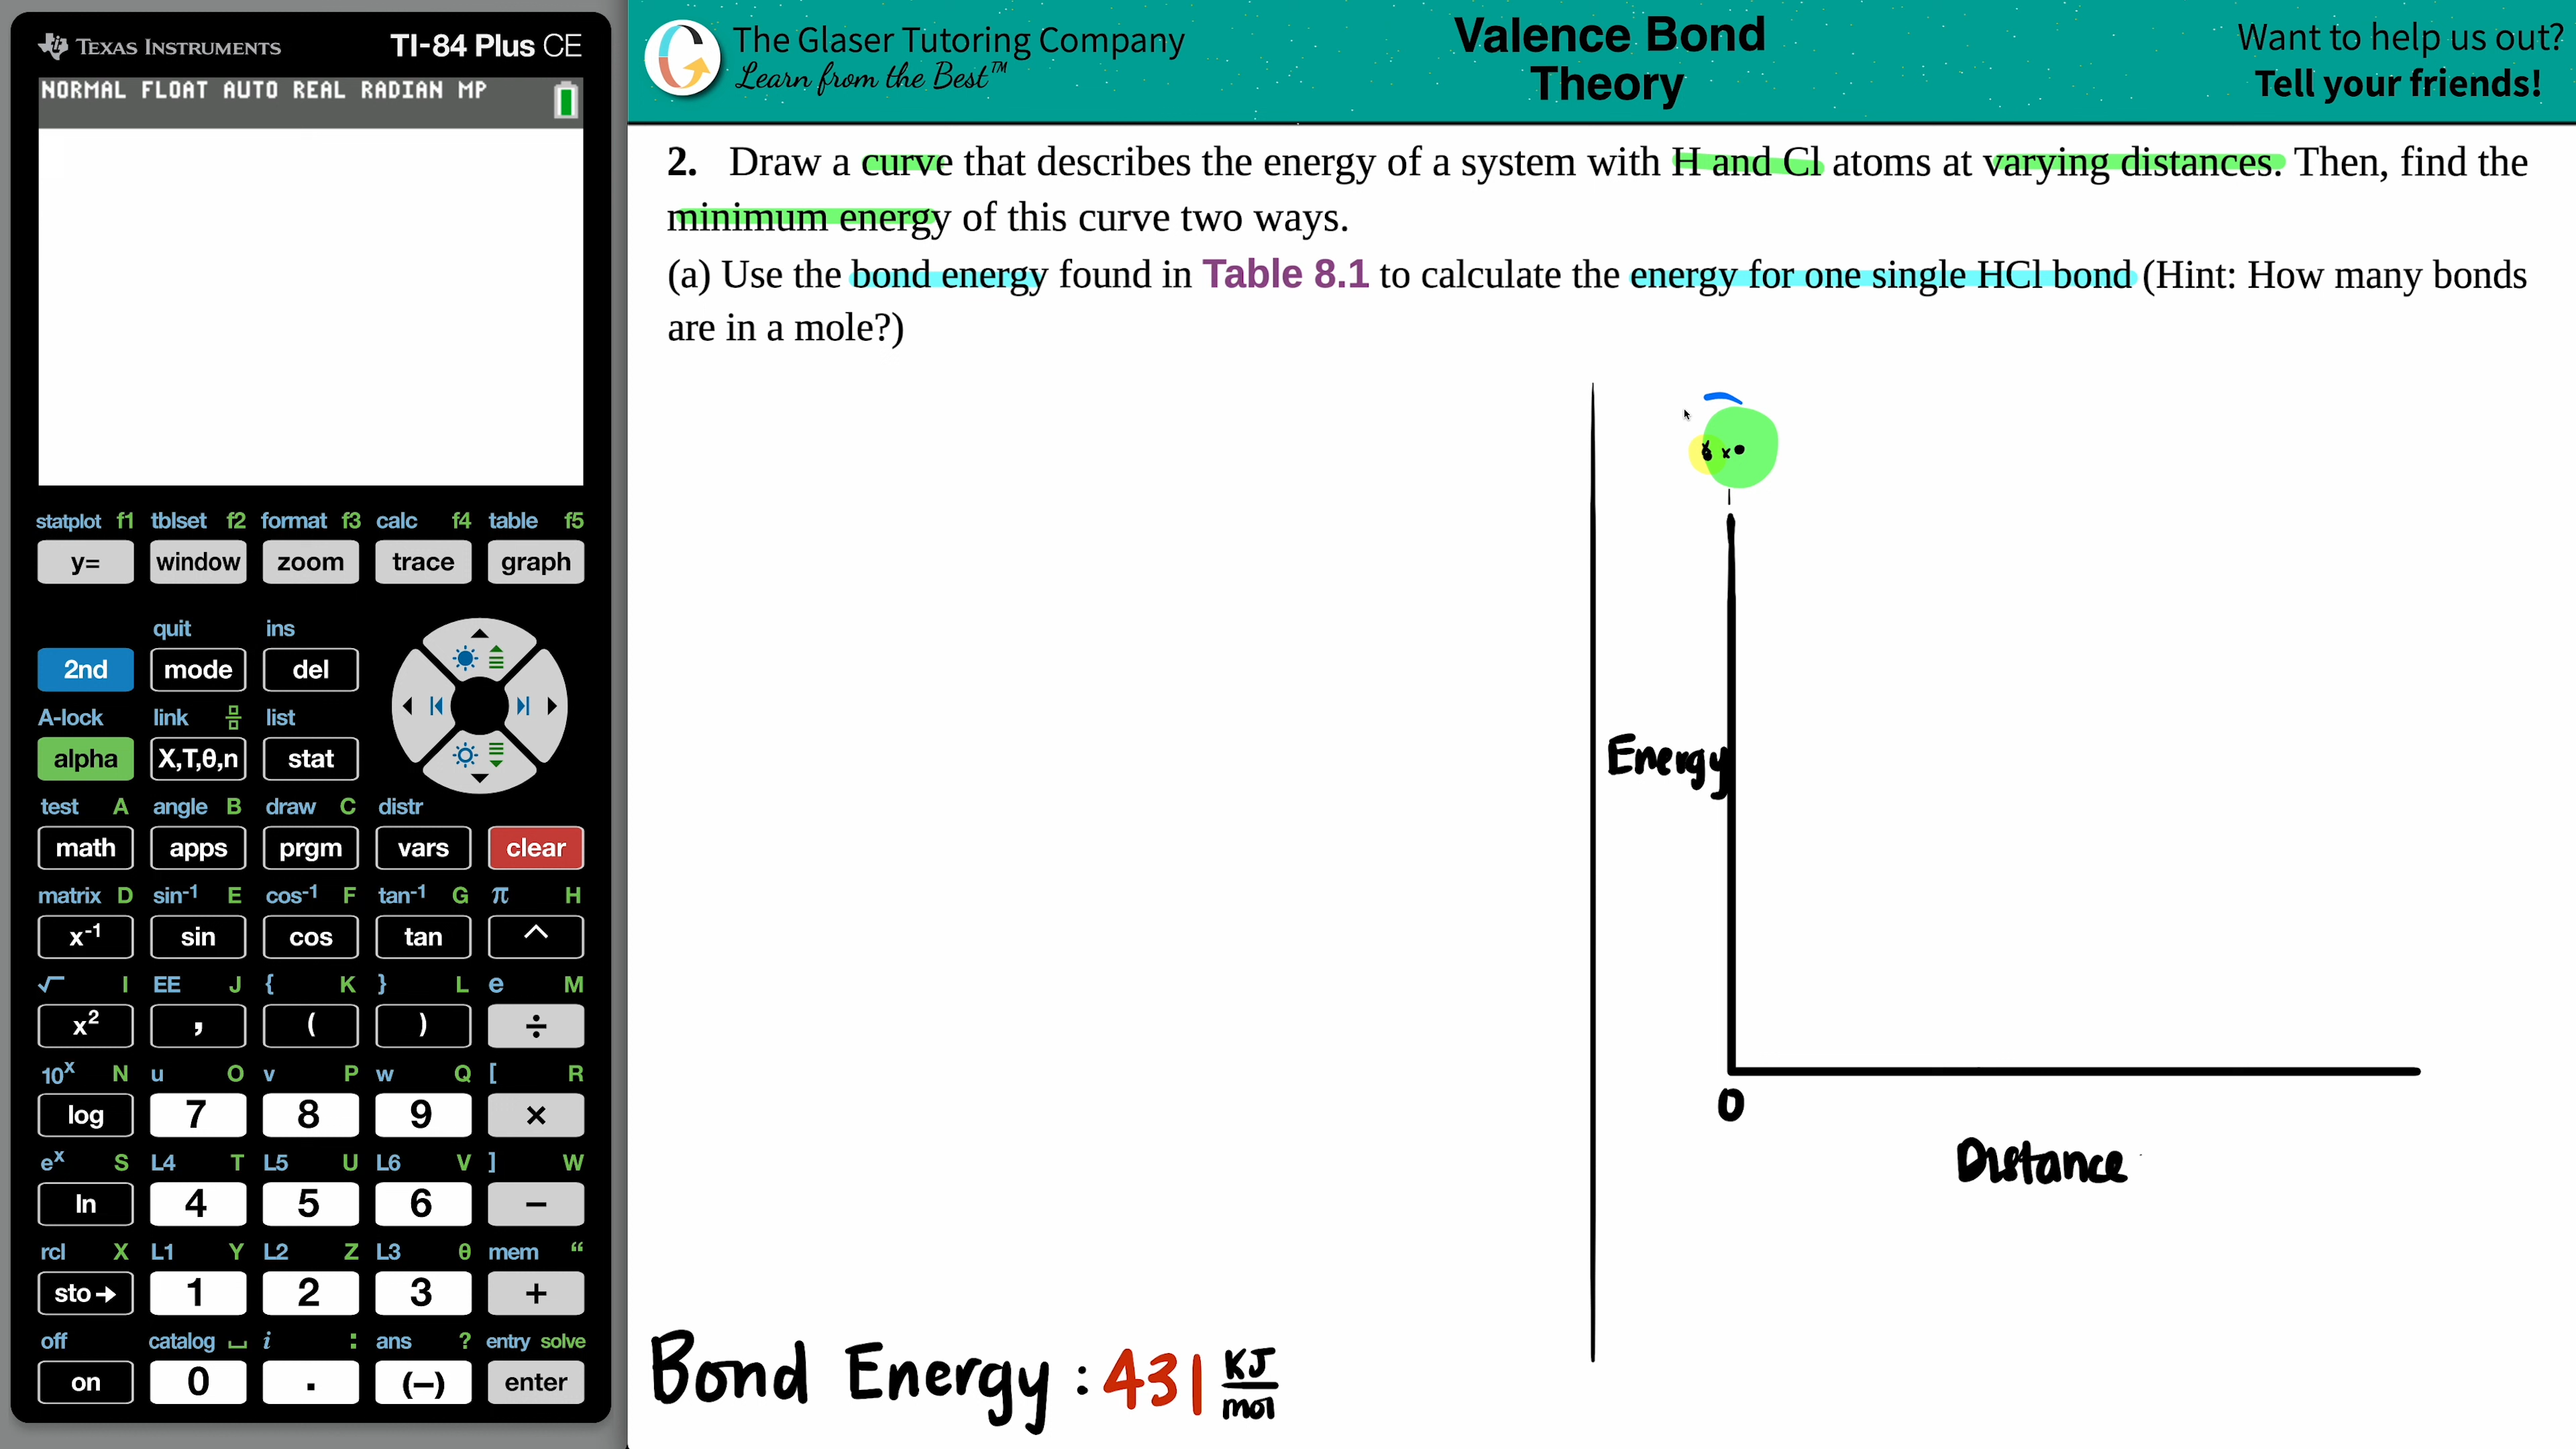 TEXAS INSTRUMENTS TI-84 Plus CE
NORMAL FLOAT AUTO REAL RADIAN MP
statplot f1 tblset f2 format f3 calc f4 table f5
y= window zoom trace graph
quit ins
2nd mode del
A-lock link list
alpha X,T,θ,n stat
test A angle B draw C distr
math apps prgm vars clear
matrix D sin⁻¹ E cos⁻¹ F tan⁻¹ G π H
x⁻¹ sin cos tan ^
√ I EE J { K } L e M
x² , ( ) ÷
10ˣ N u O v P w Q [ R
log 7 8 9 ×
eˣ S L4 T L5 U L6 V ] W
ln 4 5 6 −
rcl X L1 Y L2 Z L3 θ mem “
sto→ 1 2 3 +
off catalog ⎵ i : ans ? entry solve
on 0 . (−) enter
The Glaser Tutoring Company
Learn from the Best™
Valence Bond
Theory
Want to help us out?
Tell your friends!
2. Draw a curve that describes the energy of a system with H and Cl atoms at varying distances. Then, find the
minimum energy of this curve two ways.
(a) Use the bond energy found in Table 8.1 to calculate the energy for one single HCl bond (Hint: How many bonds
are in a mole?)
Energy
0
Distance
Bond Energy : 431 KJ/mol